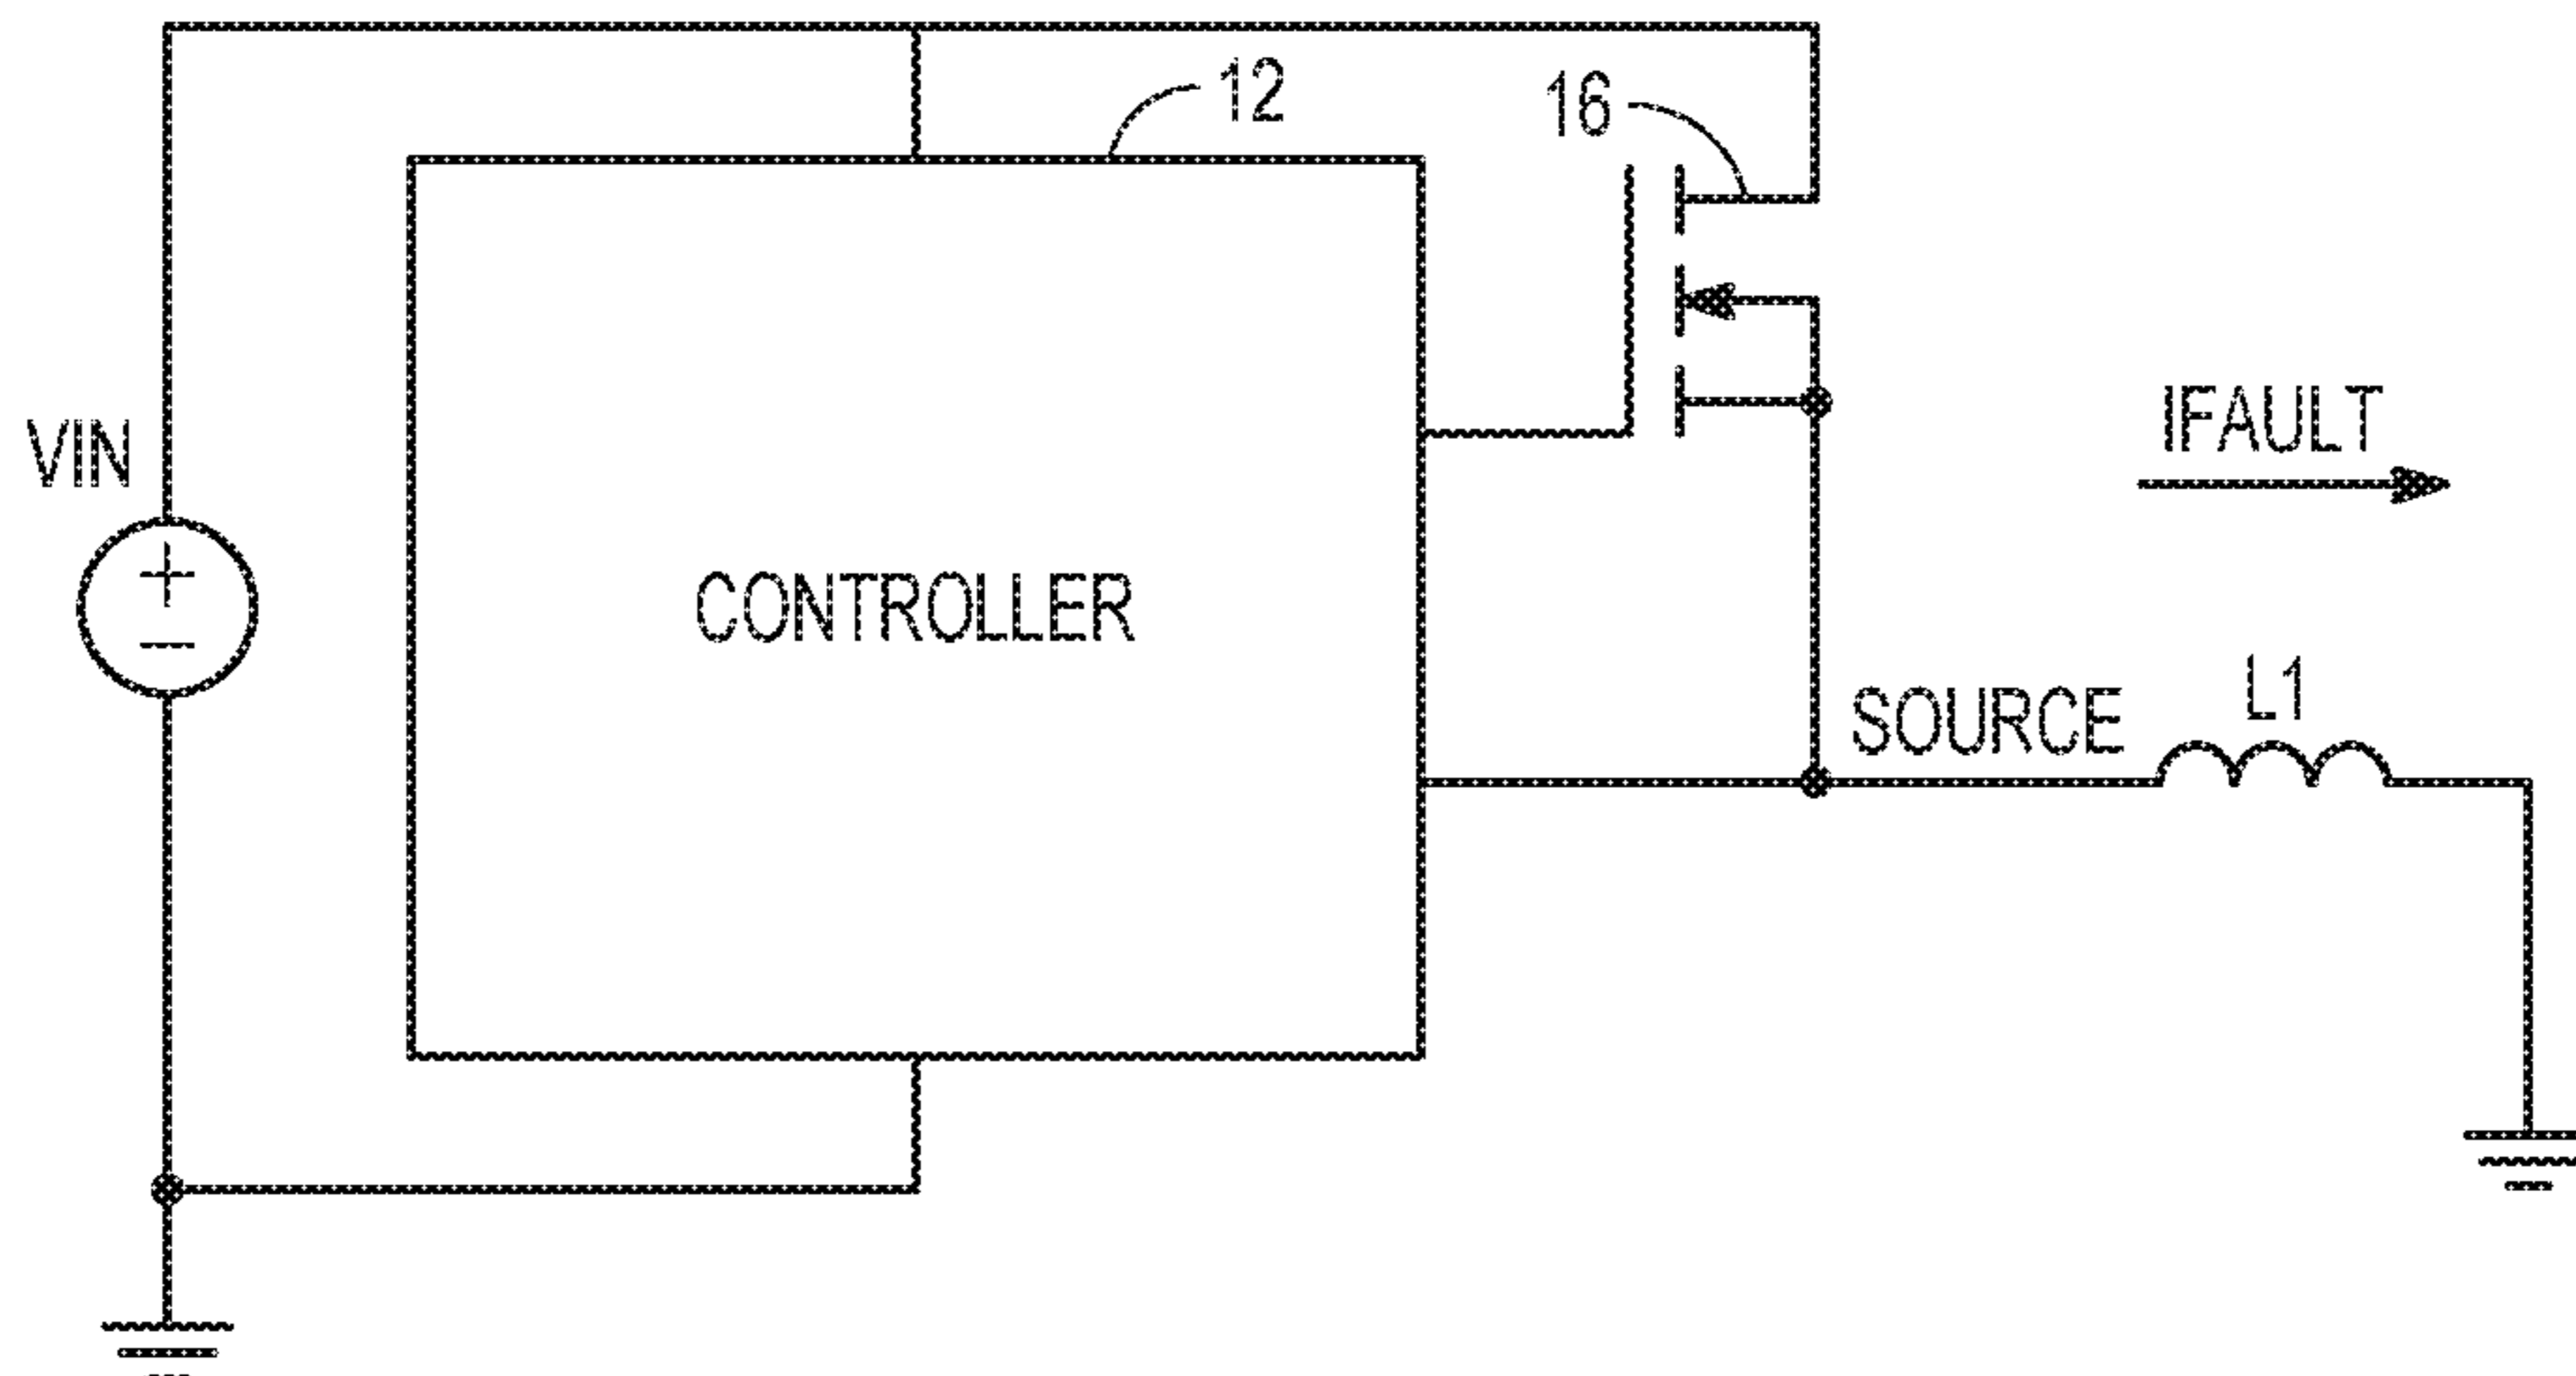 12
16
VIN
+
−
IFAULT
CONTROLLER
SOURCE
L1